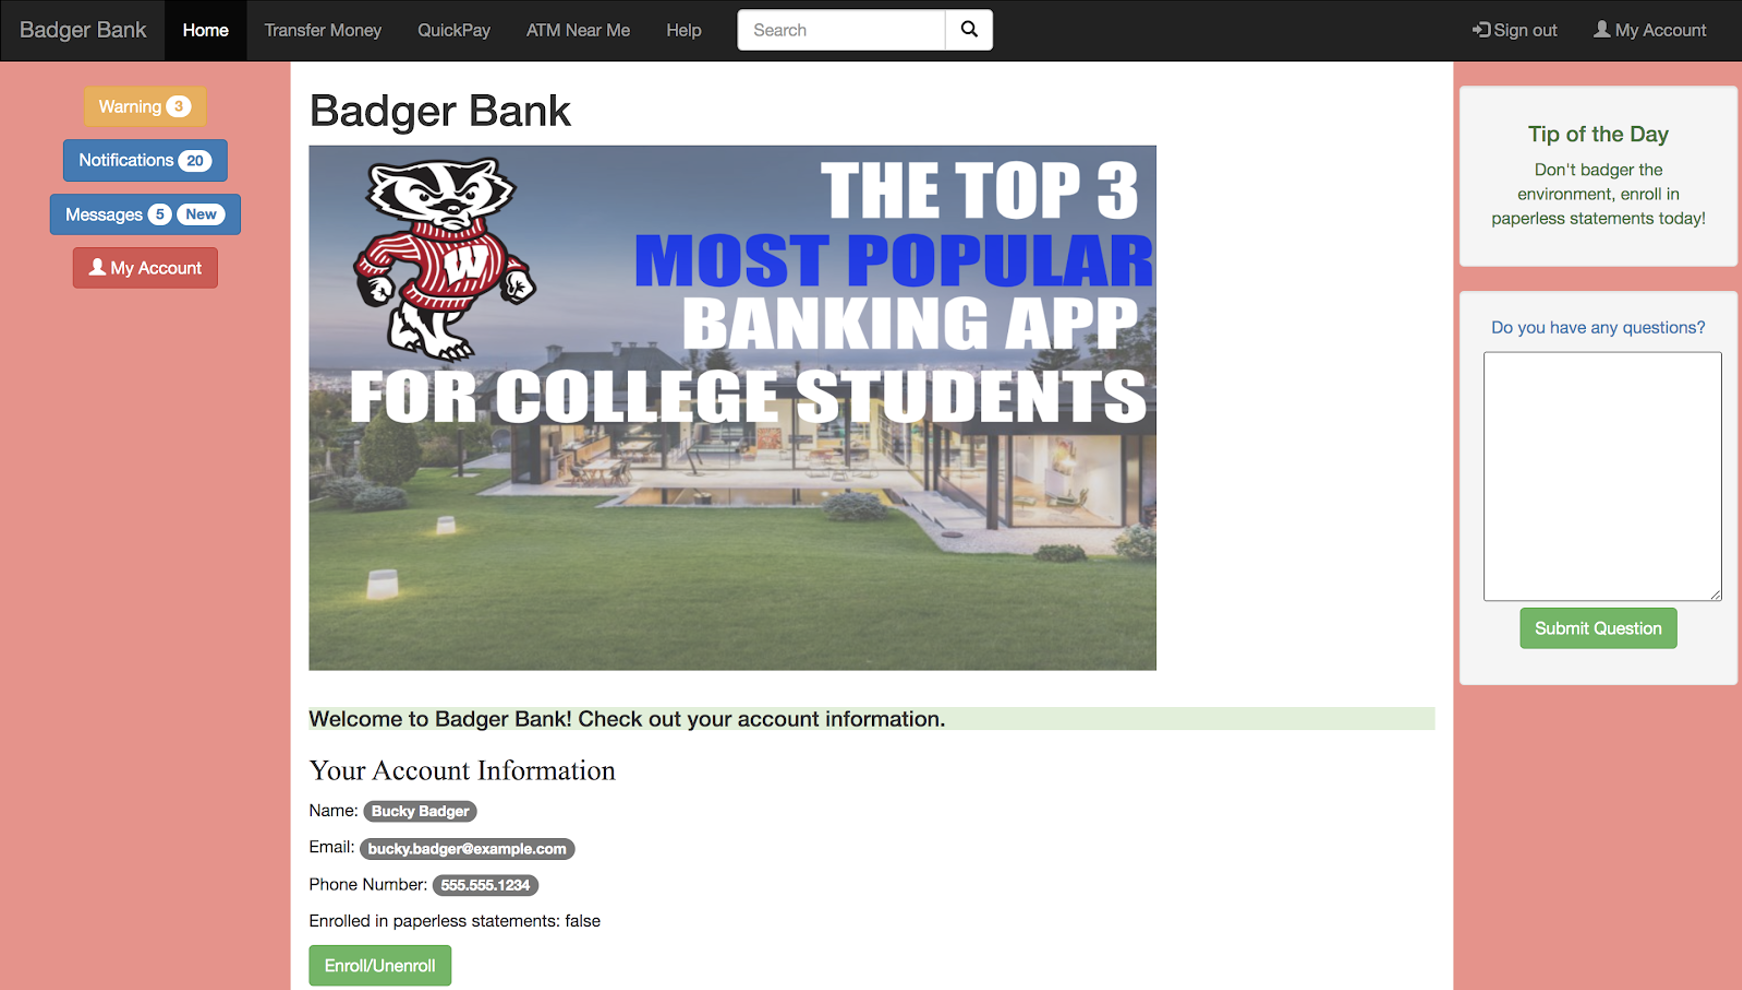 Badger Bank Home Transfer Money QuickPay ATM Near Me Help Search Sign out My Account
Warning 3
Notifications 20
Messages 5 New
My Account
Badger Bank
THE TOP 3
MOST POPULAR
BANKING APP
FOR COLLEGE STUDENTS
W
Welcome to Badger Bank! Check out your account information.
Your Account Information
Name: Bucky Badger
Email: bucky.badger@example.com
Phone Number: 555.555.1234
Enrolled in paperless statements: false
Enroll/Unenroll
Tip of the Day
Don't badger the
environment, enroll in
paperless statements today!
Do you have any questions?
Submit Question